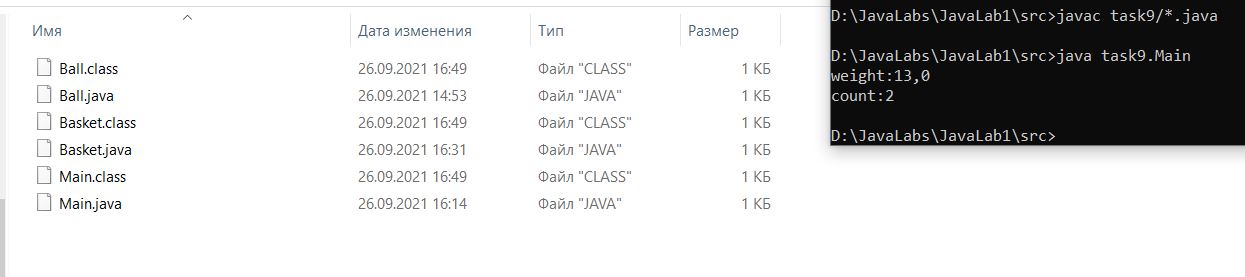 Имя Дата изменения Тип Размер
Ball.class 26.09.2021 16:49 Файл "CLASS" 1 КБ
Ball.java 26.09.2021 14:53 Файл "JAVA" 1 КБ
Basket.class 26.09.2021 16:49 Файл "CLASS" 1 КБ
Basket.java 26.09.2021 16:31 Файл "JAVA" 1 КБ
Main.class 26.09.2021 16:49 Файл "CLASS" 1 КБ
Main.java 26.09.2021 16:14 Файл "JAVA" 1 КБ
D:\JavaLabs\JavaLab1\src>javac task9/*.java
D:\JavaLabs\JavaLab1\src>java task9.Main
weight:13,0
count:2
D:\JavaLabs\JavaLab1\src>